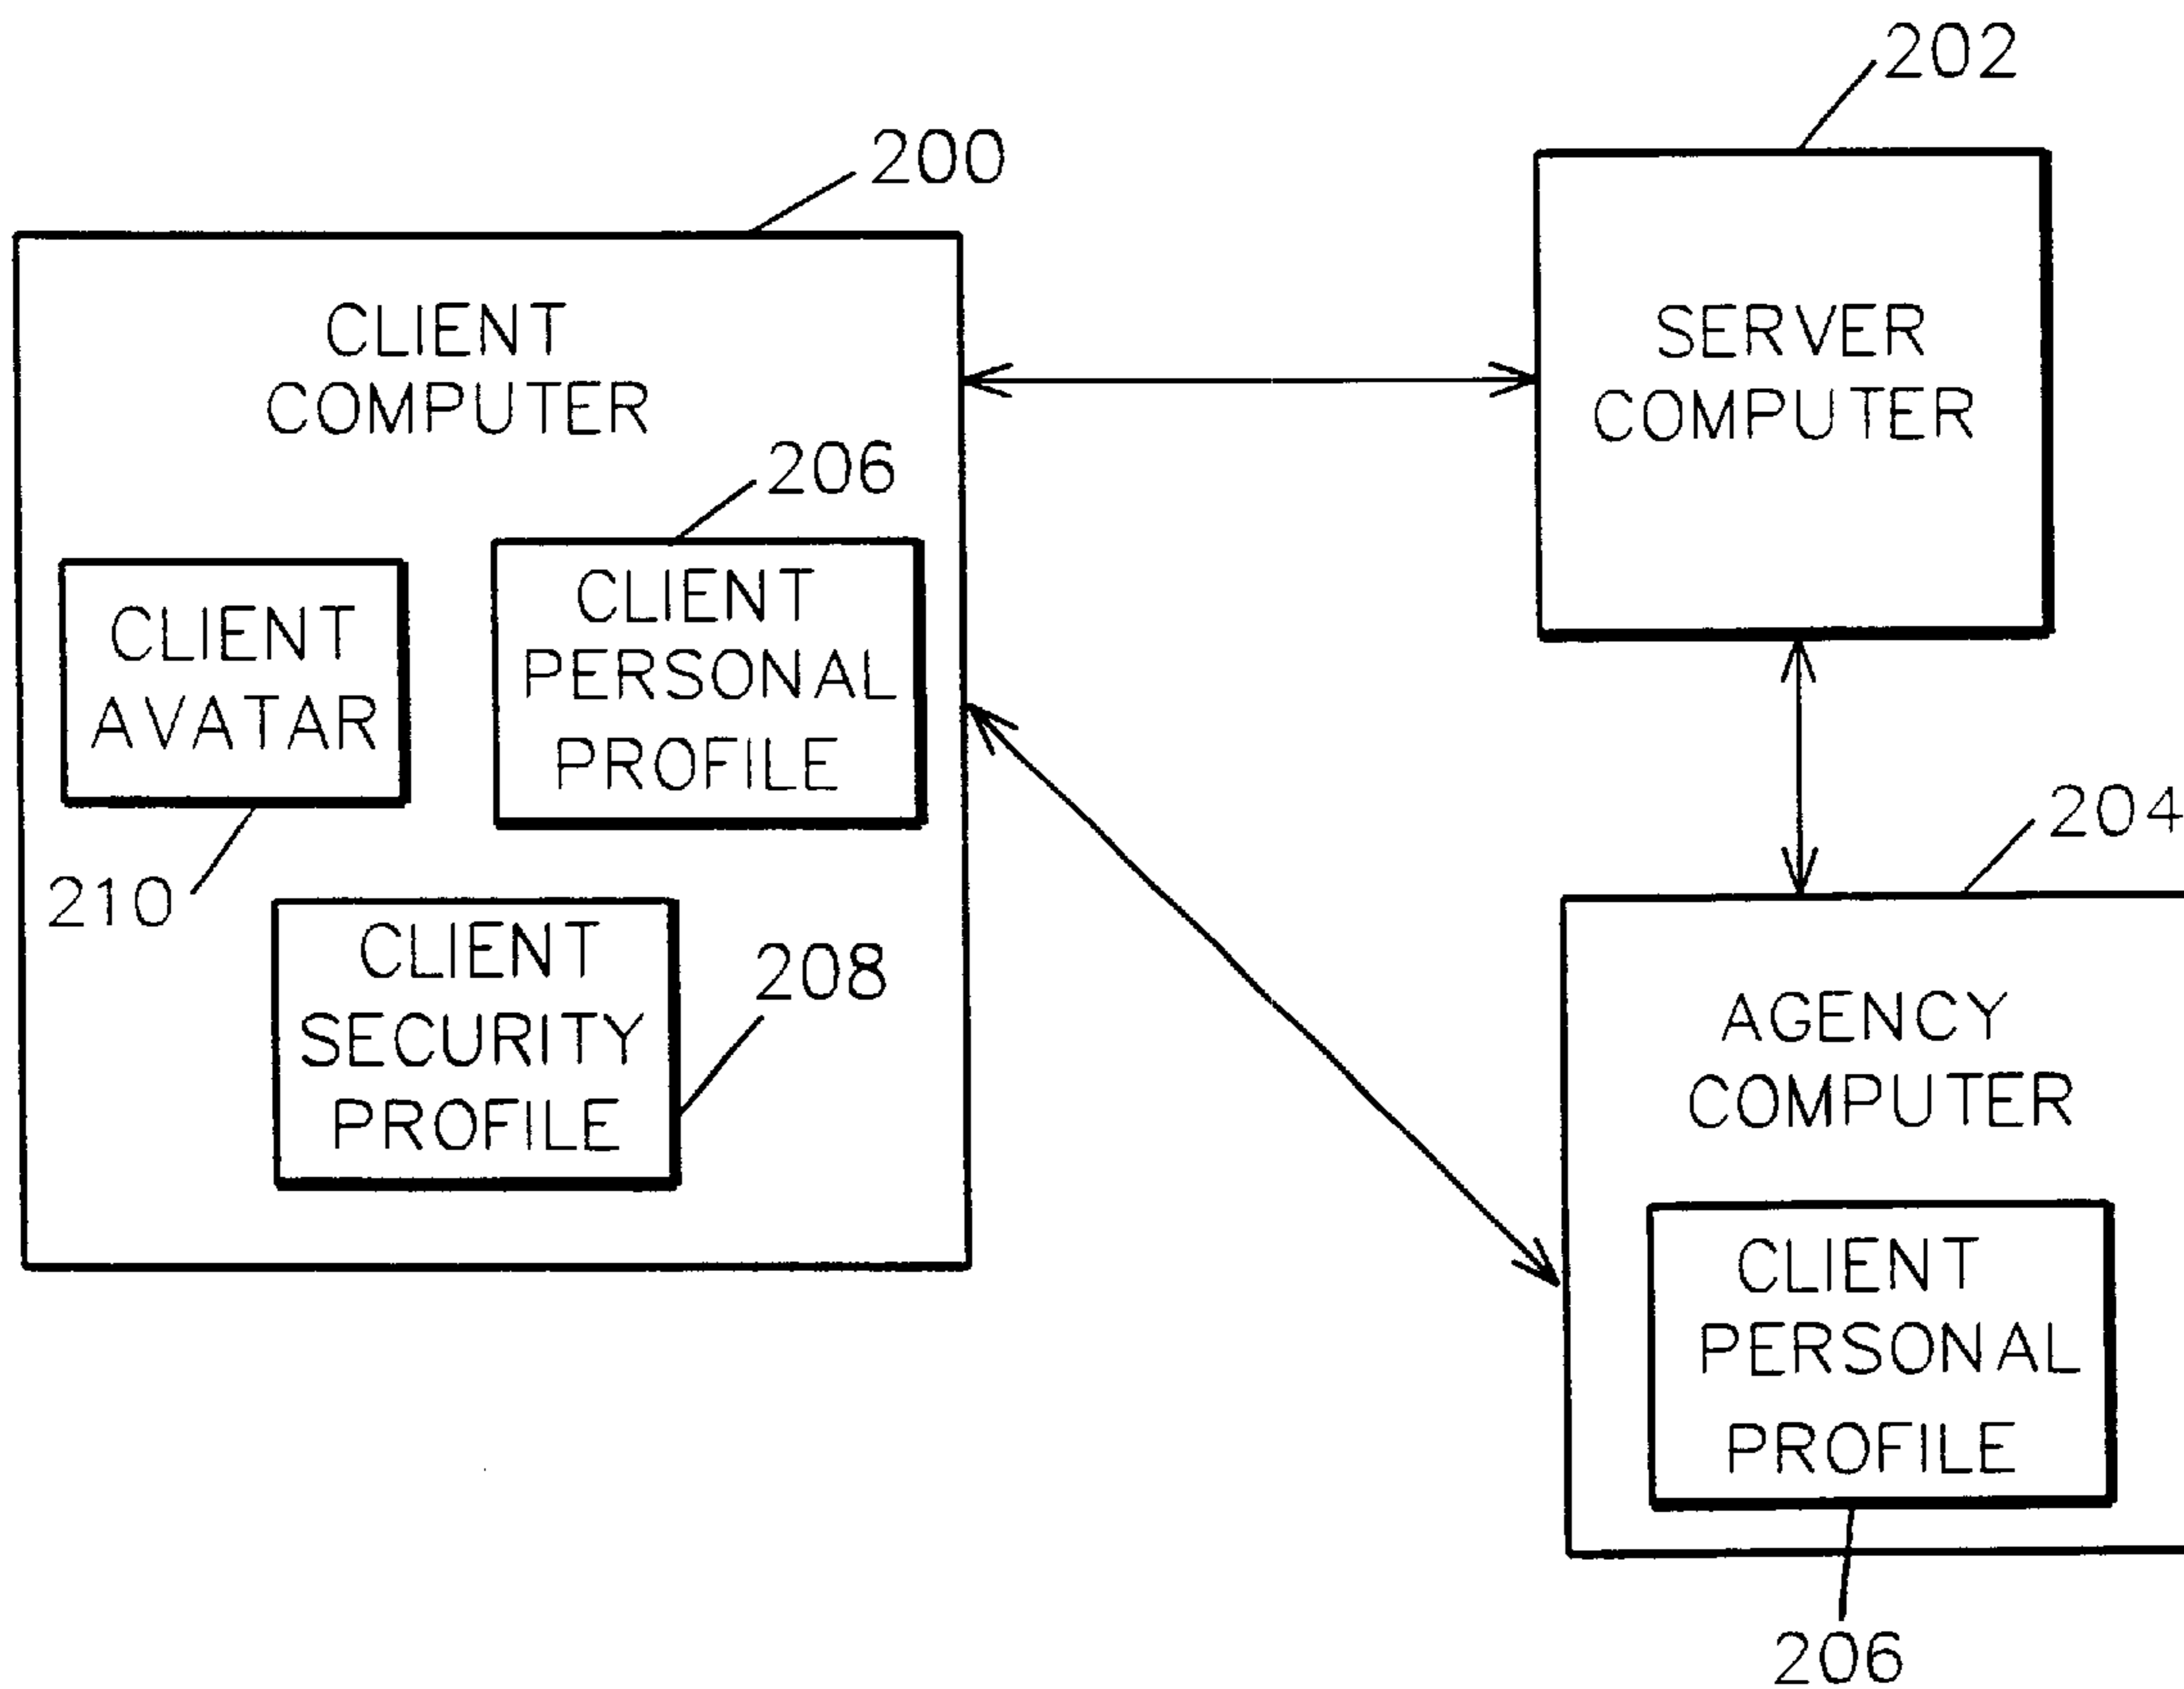 202
200
CLIENT
COMPUTER
SERVER
COMPUTER
206
CLIENT
AVATAR
CLIENT
PERSONAL
PROFILE
210
204
CLIENT
SECURITY
PROFILE
208
AGENCY
COMPUTER
CLIENT
PERSONAL
PROFILE
206